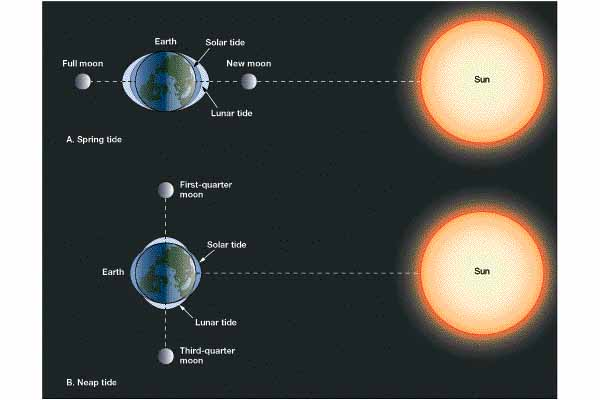 Earth
Solar tide
Full moon
New moon
Sun
Lunar tide
A. Spring tide
First-quarter
moon
Solar tide
Earth
Sun
Lunar tide
Third-quarter
moon
B. Neap tide